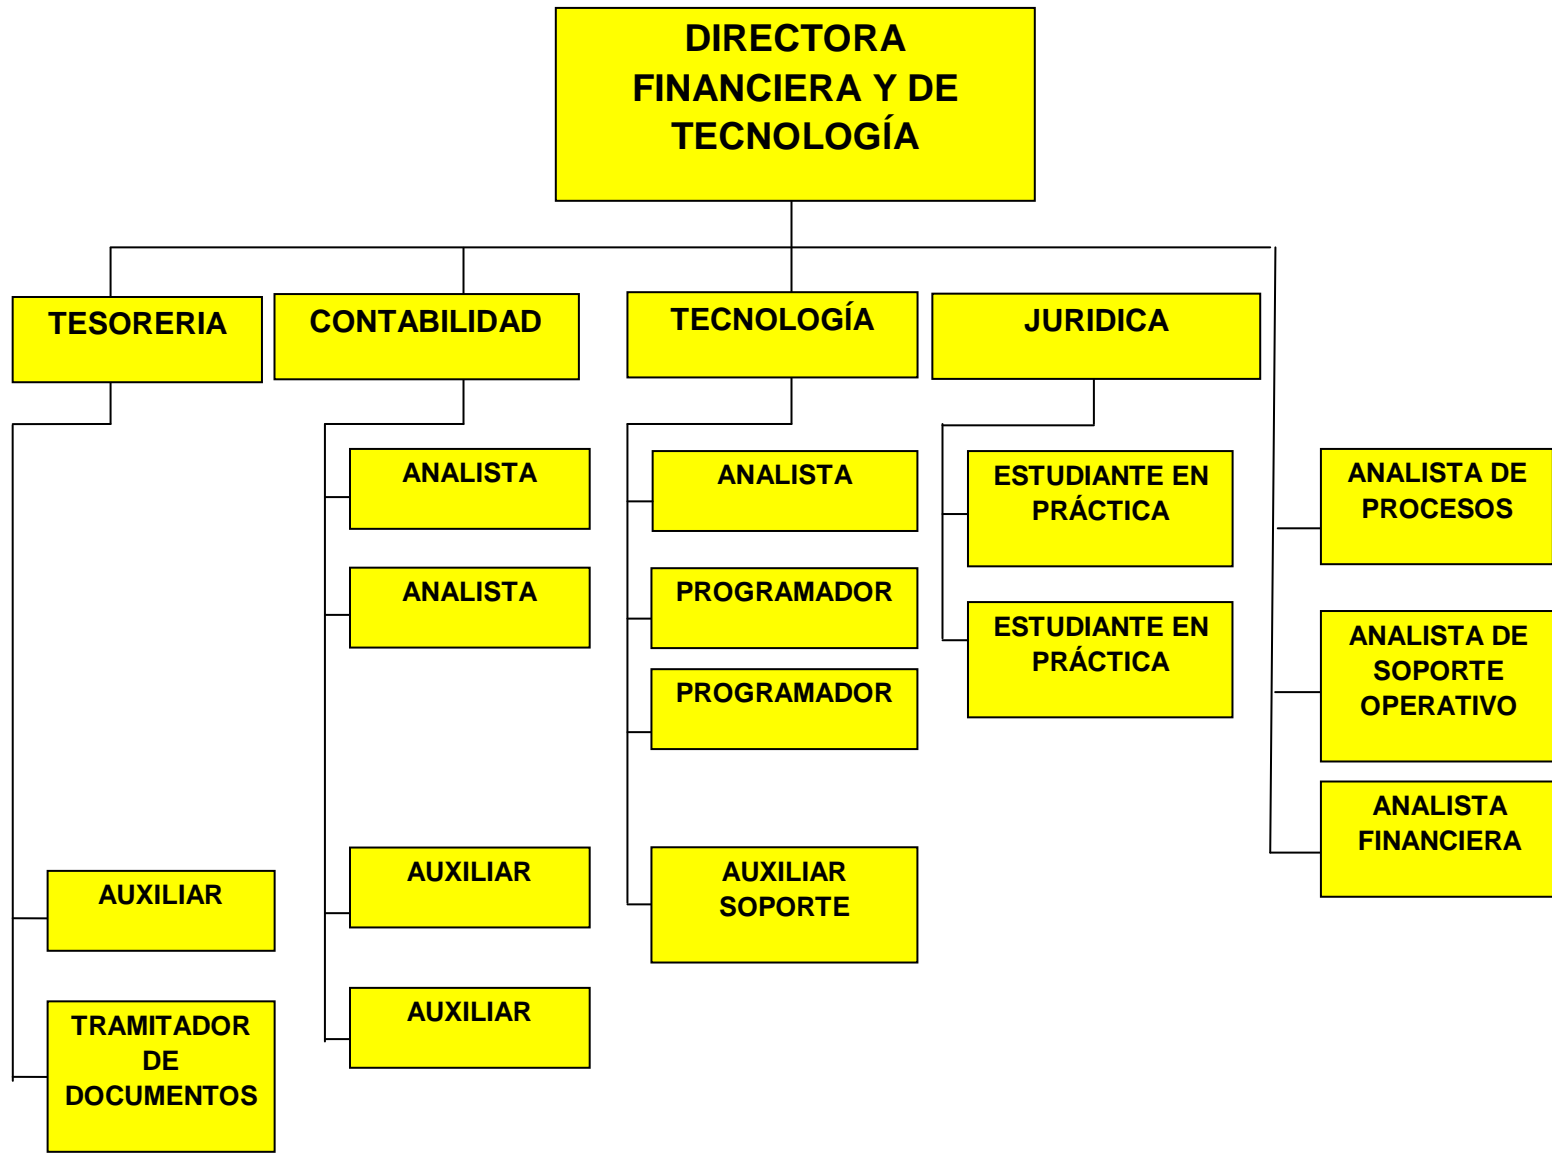 DIRECTORA
FINANCIERA Y DE
TECNOLOGÍA
TESORERIA
CONTABILIDAD
TECNOLOGÍA
JURIDICA
AUXILIAR
TRAMITADOR
DE
DOCUMENTOS
ANALISTA
ANALISTA
AUXILIAR
AUXILIAR
ANALISTA
PROGRAMADOR
PROGRAMADOR
AUXILIAR
SOPORTE
ESTUDIANTE EN
PRÁCTICA
ESTUDIANTE EN
PRÁCTICA
ANALISTA DE
PROCESOS
ANALISTA DE
SOPORTE
OPERATIVO
ANALISTA
FINANCIERA